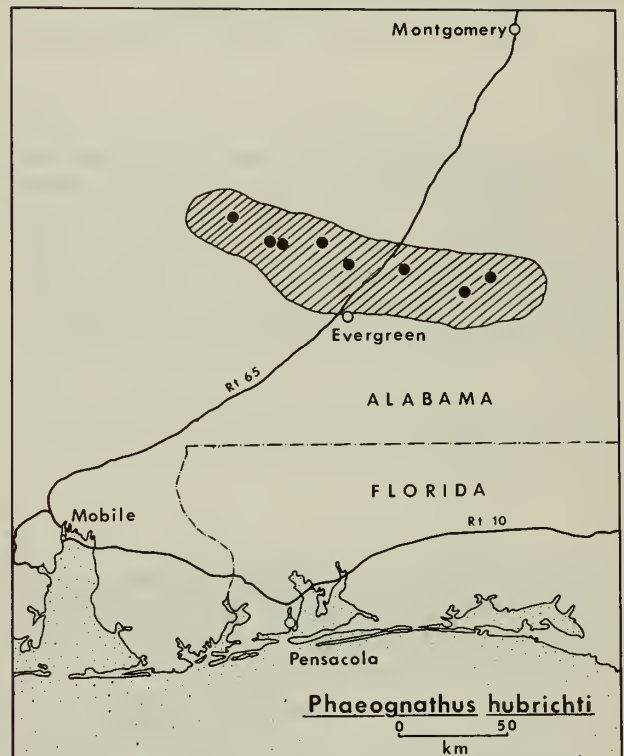 Montgomery
Evergreen
Rt 65
ALABAMA
FLORIDA
Mobile
Rt 10
Pensacola
Phaeognathus hubrichti
0 50
km